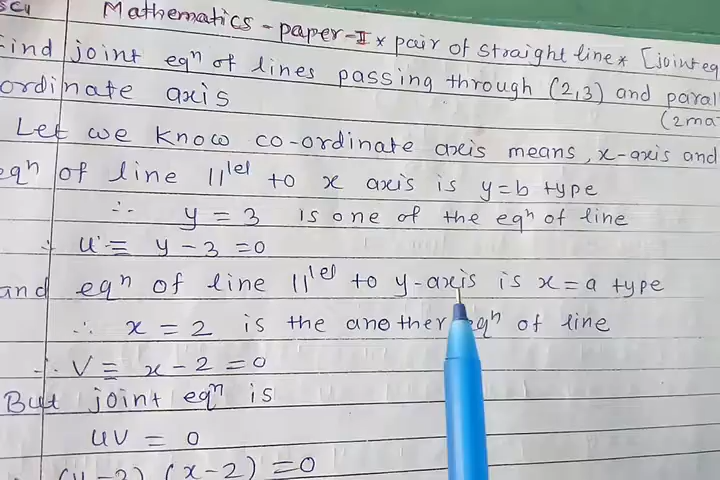 Mathematics - paper-I * pair of straight line * [joint eq
find joint eqⁿ of lines passing through (2,3) and paral
ordinate axis
(2ma
Let we know co-ordinate axis means, x-axis and
eqⁿ of line ||ˡᵉˡ to x axis is y=b type
∴ y = 3 is one of the eqⁿ of line
∴ u ≡ y - 3 = 0
and eqⁿ of line ||ˡᵉˡ to y-axis is x = a type
∴ x = 2 is the another eqⁿ of line
∴ V ≡ x - 2 = 0
But joint eqⁿ is
uv = 0
(x-2) = 0